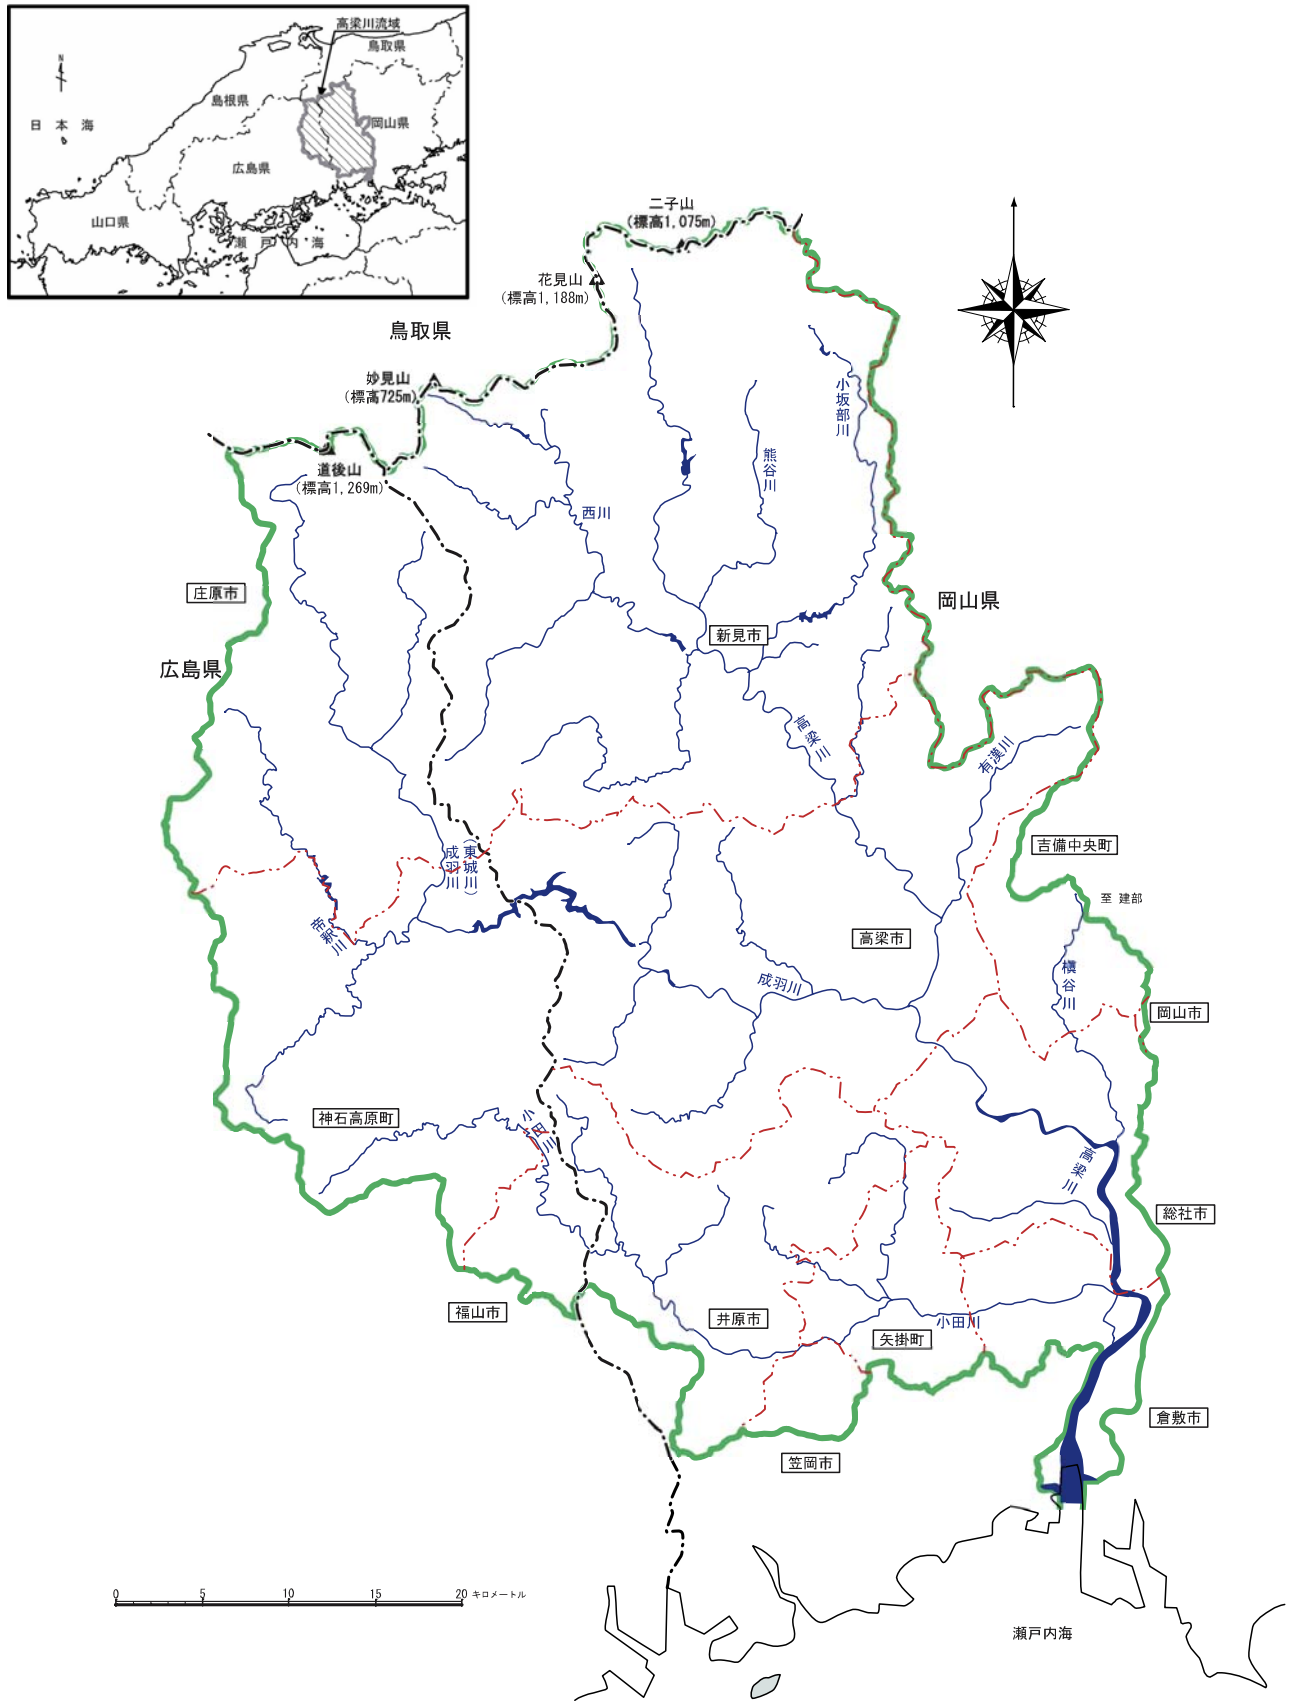 高梁川流域
鳥取県
島根県
岡山県
日本海
広島県
山口県
瀬戸内海
N
二子山
(標高1,075m)
花見山
(標高1,188m)
鳥取県
妙見山
(標高725m)
道後山
(標高1,269m)
小坂部川
熊谷川
西川
庄原市
岡山県
新見市
広島県
高梁川
有漢川
吉備中央町
成羽川
(東城川)
至 建部
帝釈川
高梁市
槇谷川
成羽川
岡山市
神石高原町
小田川
高梁川
総社市
福山市
井原市
小田川
矢掛町
倉敷市
笠岡市
0 5 10 15 20 キロメートル
瀬戸内海